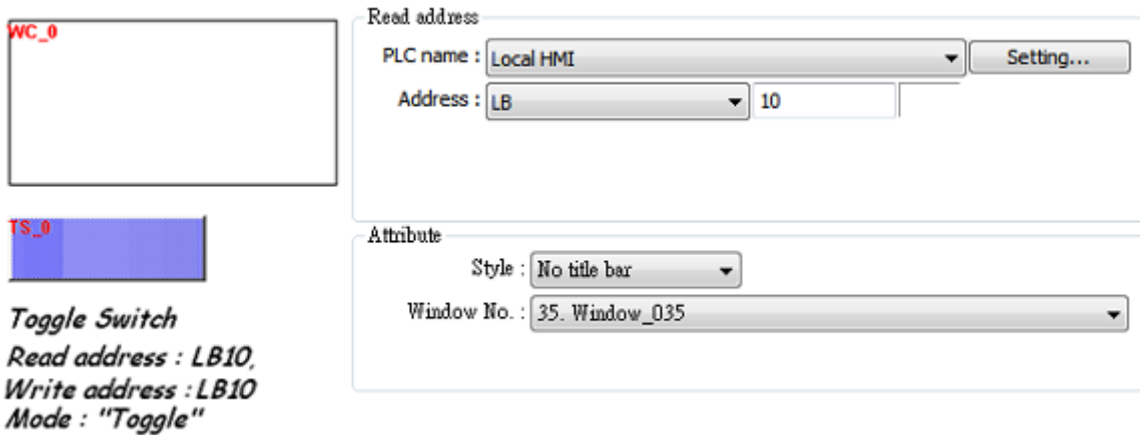 WC_0
TS_0
Toggle Switch
Read address : LB10,
Write address : LB10
Mode : "Toggle"
Read address
PLC name : Local HMI Setting...
Address : LB 10
Attribute
Style : No title bar
Window No. : 35. Window_035